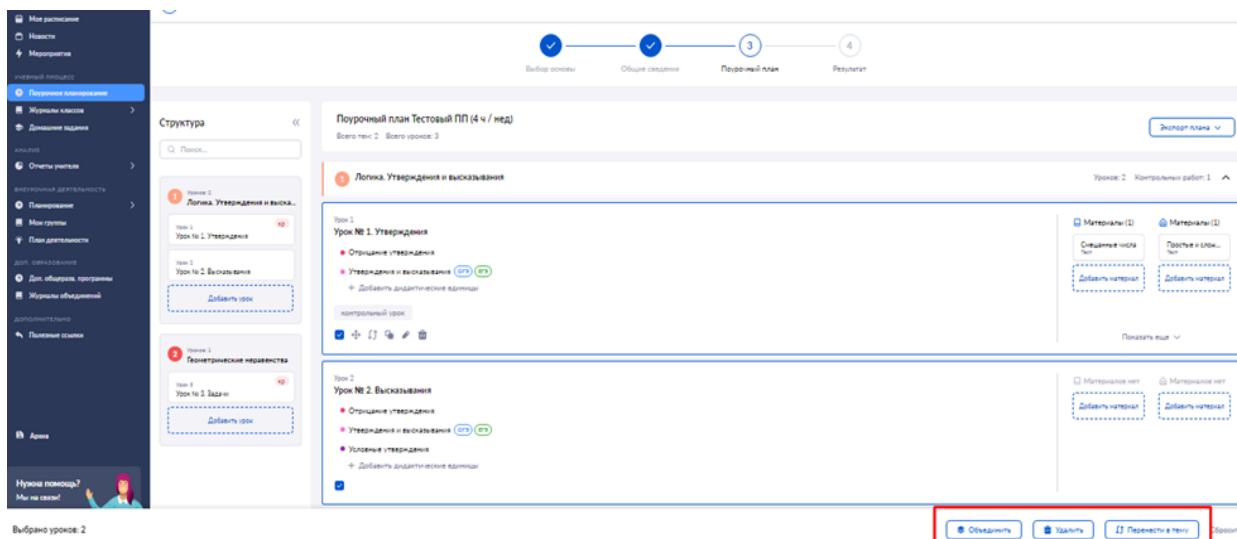 Мое расписание
Новости
Мероприятия
УЧЕБНЫЙ ПРОЦЕСС
Поурочное планирование
Журналы классов
Домашние задания
АНАЛИЗ
Отчеты учителя
ВНЕУРОЧНАЯ ДЕЯТЕЛЬНОСТЬ
Планирование
Мои группы
План деятельности
ДОП. ОБРАЗОВАНИЕ
Доп. общеразв. программы
Журналы объединений
ДОПОЛНИТЕЛЬНО
Полезные ссылки
Архив
Нужна помощь?
Мы на связи!
Выбор основы
Общие сведения
3
Поурочный план
4
Результат
Структура
Поиск...
1
Уроков: 2
Логика. Утверждения и выска...
Урок 1
кр
Урок № 1. Утверждения
Урок 2
Урок № 2. Высказывания
Добавить урок
2
Уроков: 1
Геометрические неравенства
Урок 3
кр
Урок № 3. Задачи
Добавить урок
Поурочный план Тестовый ПП (4 ч / нед)
Всего тем: 2 Всего уроков: 3
Экспорт плана
1
Логика. Утверждения и высказывания
Уроков: 2 Контрольных работ: 1
Урок 1
Урок № 1. Утверждения
Отрицание утверждения
Утверждения и высказывания ОГЭ ЕГЭ
+ Добавить дидактические единицы
контрольный урок
Материалы (1)
Смешанные числа
Тест
Добавить материал
Материалы (1)
Простые и слож...
Тест
Добавить материал
Показать еще
Урок 2
Урок № 2. Высказывания
Отрицание утверждения
Утверждения и высказывания ОГЭ ЕГЭ
Условные утверждения
+ Добавить дидактические единицы
Материалов нет
Добавить материал
Материалов нет
Добавить материал
Выбрано уроков: 2
Объединить
Удалить
Перенести в тему
Сбросит